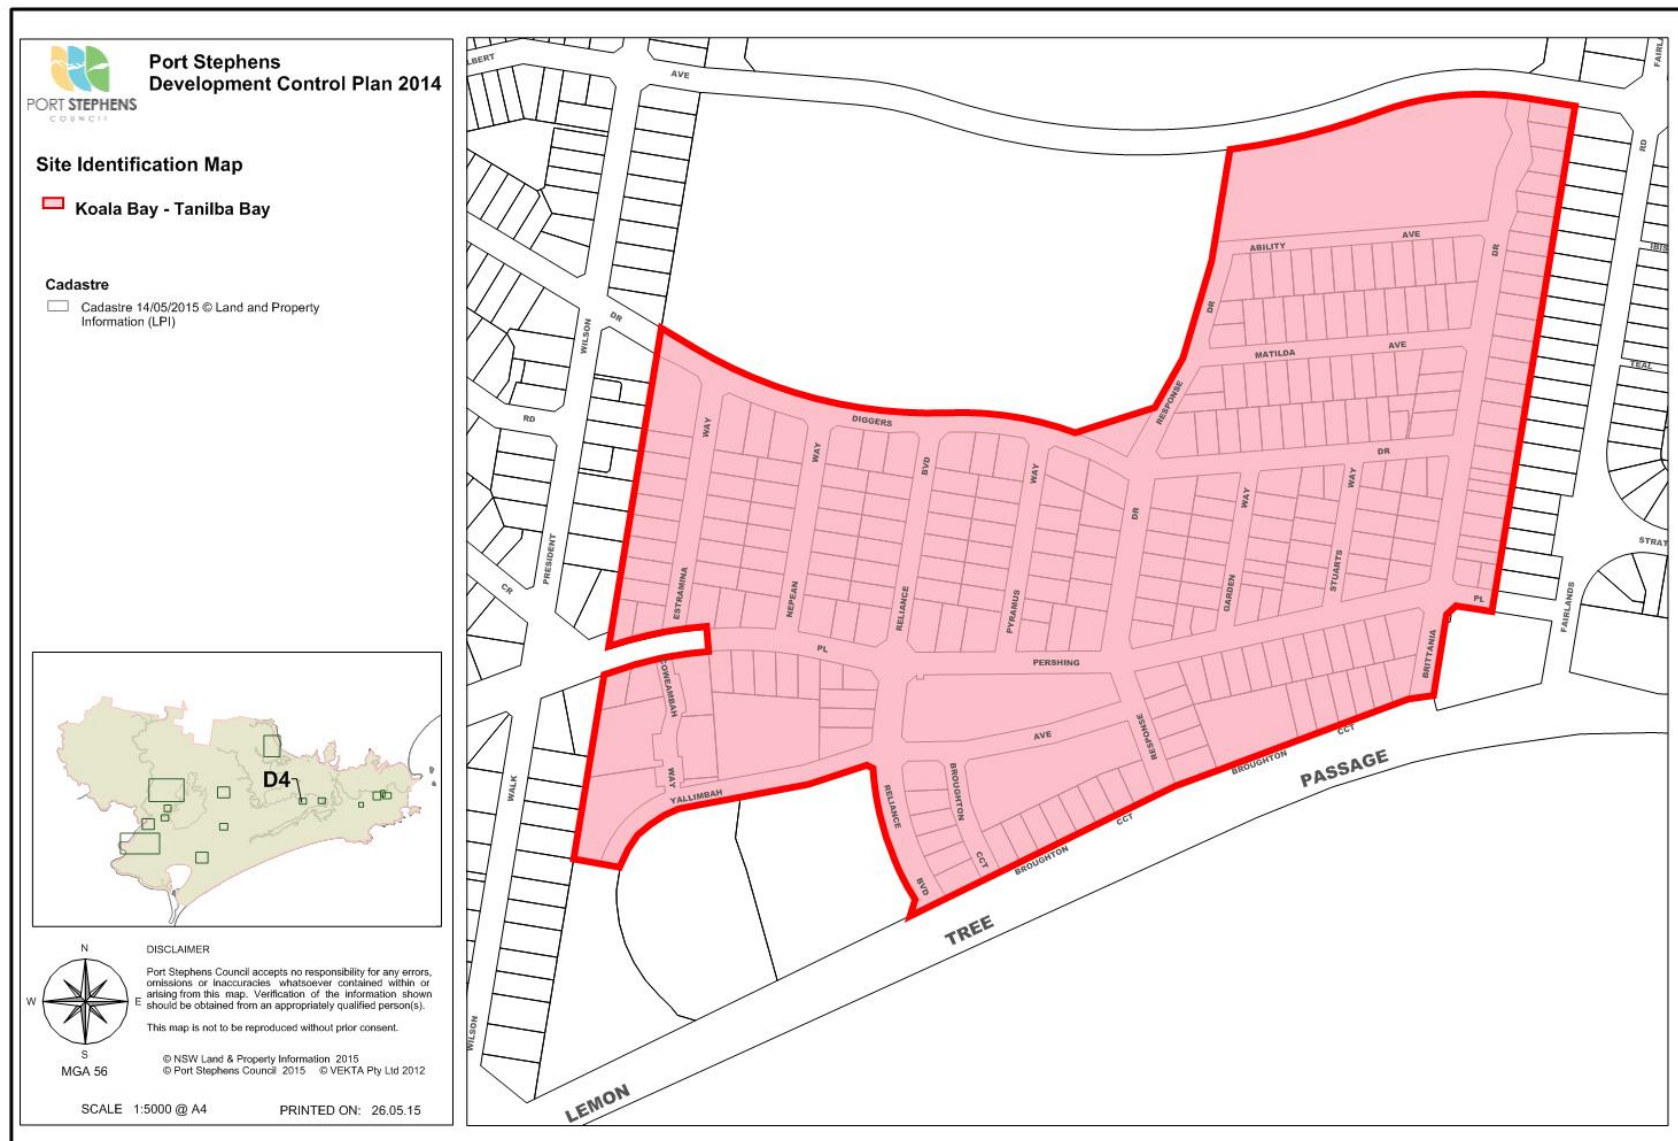 Port Stephens
Development Control Plan 2014
PORT STEPHENS
COUNCIL
Site Identification Map
Koala Bay - Tanilba Bay
Cadastre
Cadastre 14/05/2015 © Land and Property
Information (LPI)
D4
N
W
E
S
MGA 56
DISCLAIMER
Port Stephens Council accepts no responsibility for any errors,
omissions or inaccuracies whatsoever contained within or
arising from this map. Verification of the information shown
should be obtained from an appropriately qualified person(s).
This map is not to be reproduced without prior consent.
© NSW Land & Property Information 2015
© Port Stephens Council 2015 © VEKTA Pty Ltd 2012
SCALE 1:5000 @ A4
PRINTED ON: 26.05.15
LBERT
AVE
FAIRL
RD
ABILITY
AVE
DR
IBIS
DR
DR
WILSON
MATILDA
AVE
TEAL
RESPONSE
RD
WAY
DIGGERS
WAY
BVD
WAY
DR
WAY
WAY
DR
STRAT
PRESIDENT
CR
ESTRAMINA
NEPEAN
RELIANCE
PYRAMUS
GARDEN
STUARTS
PL
FAIRLANDS
PL
PERSHING
BRITTANIA
COWEAMBAH
WAY
RESPONSE
AVE
CCT
BROUGHTON
PASSAGE
WALK
YALLIMBAH
RELIANCE
BROUGHTON
CCT
CCT
BROUGHTON
BVD
TREE
WILSON
LEMON